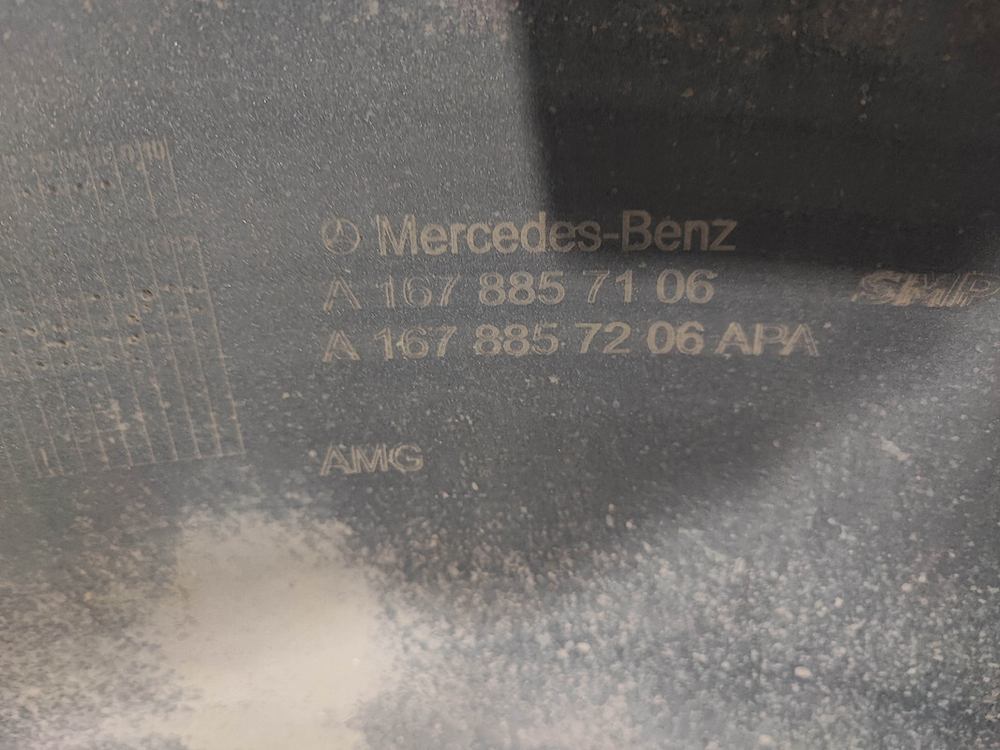 Mercedes-Benz
A 167 885 71 06
SMP
A 167 885 72 06 APA
AMG